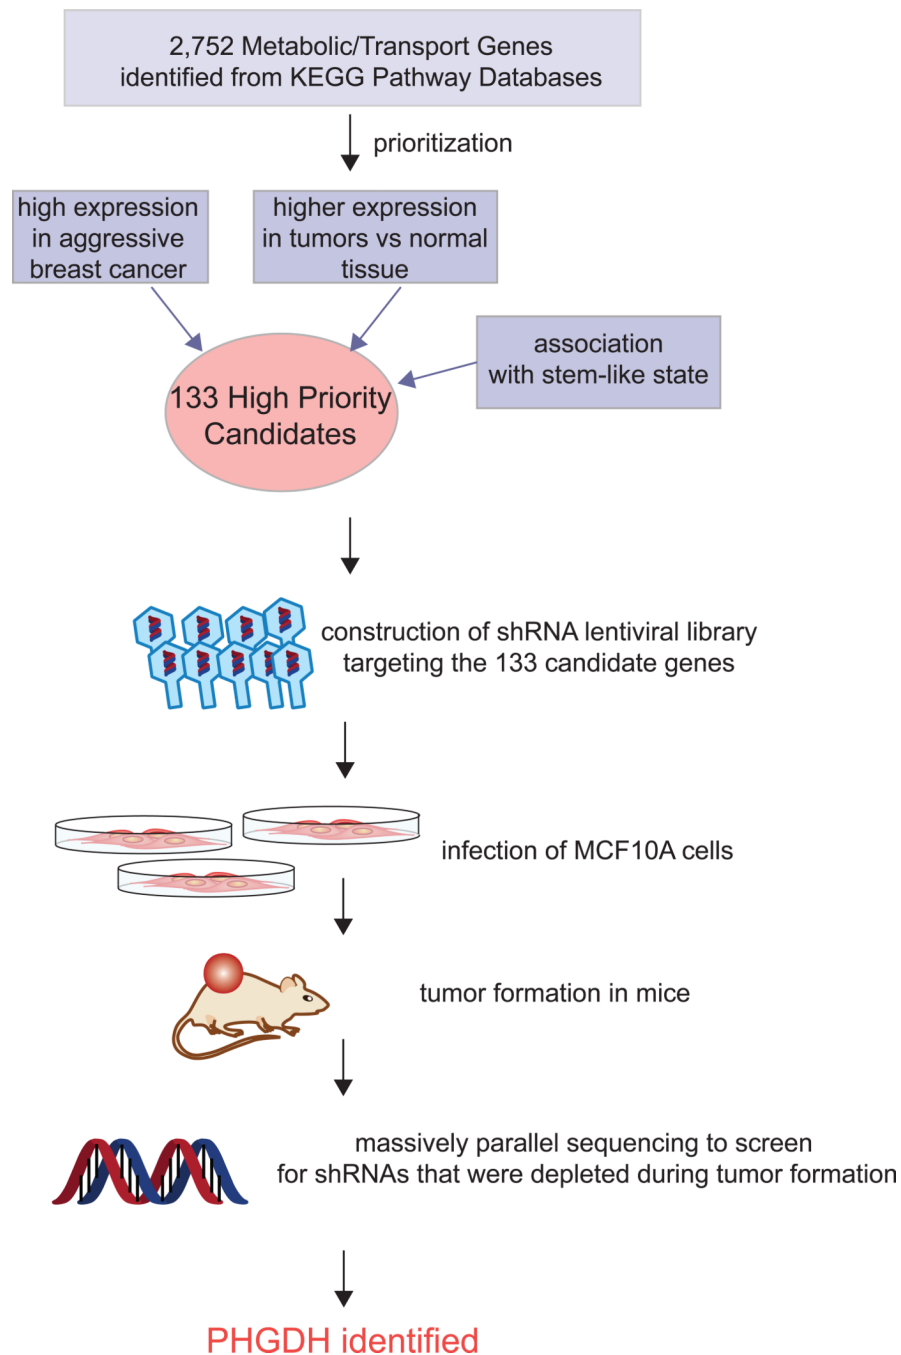 2,752 Metabolic/Transport Genes
identified from KEGG Pathway Databases
prioritization
high expression
in aggressive
breast cancer
higher expression
in tumors vs normal
tissue
association
with stem-like state
133 High Priority
Candidates
construction of shRNA lentiviral library
targeting the 133 candidate genes
infection of MCF10A cells
tumor formation in mice
massively parallel sequencing to screen
for shRNAs that were depleted during tumor formation
PHGDH identified